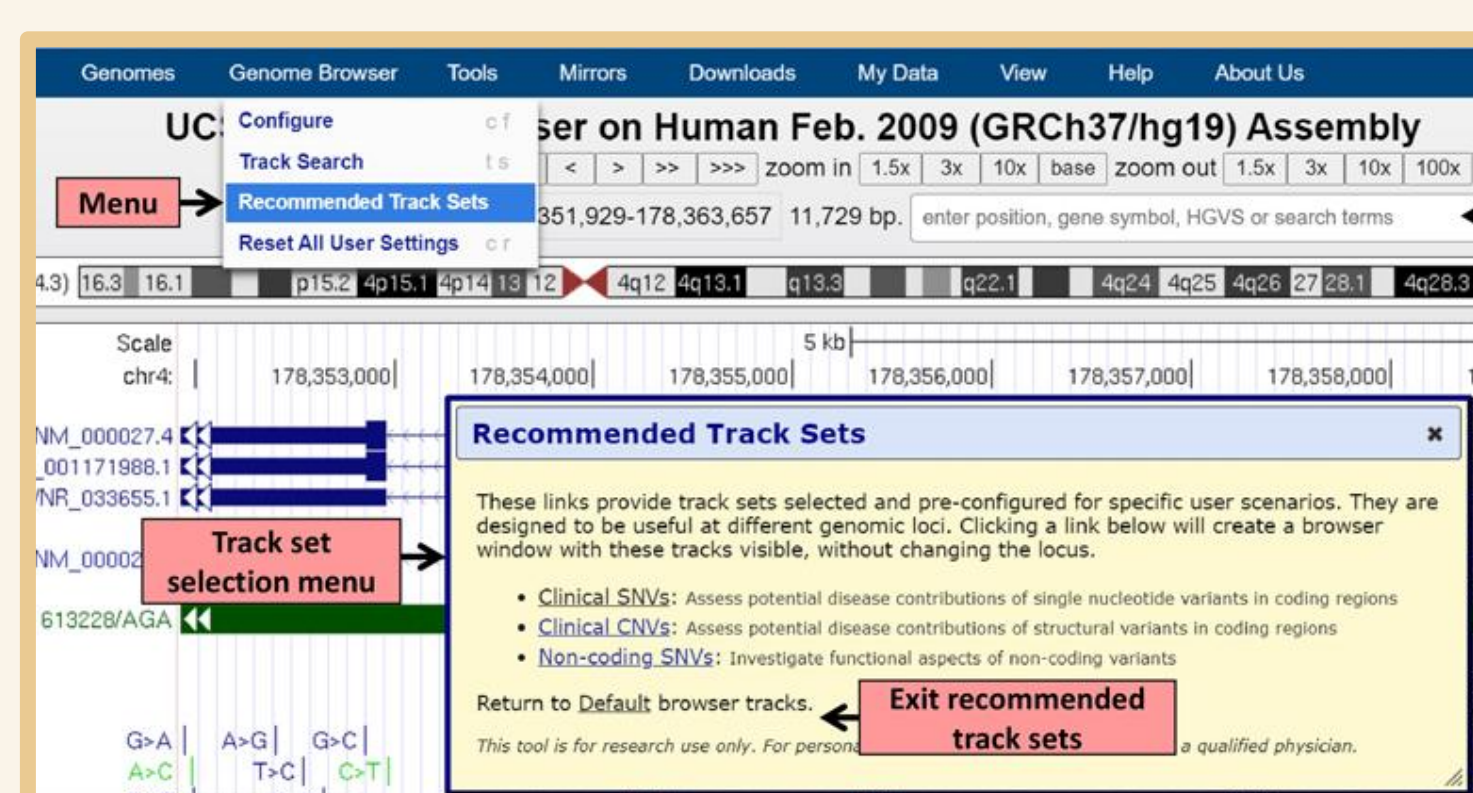 Genomes Genome Browser Tools Mirrors Downloads My Data View Help About Us
UC ser on Human Feb. 2009 (GRCh37/hg19) Assembly
Configure c f
Track Search t s
Recommended Track Sets
Reset All User Settings c r
Menu
< > >> >>> zoom in 1.5x 3x 10x base zoom out 1.5x 3x 10x 100x
351,929-178,363,657 11,729 bp. enter position, gene symbol, HGVS or search terms
4.3) 16.3 16.1 p15.2 4p15.1 4p14 13 12 4q12 4q13.1 q13.3 q22.1 4q24 4q25 4q26 27 28.1 4q28.3
Scale 5 kb
chr4: 178,353,000 178,354,000 178,355,000 178,356,000 178,357,000 178,358,000
NM_000027.4
_001171988.1
/NR_033655.1
NM_00002
613228/AGA
Track set
selection menu
Recommended Track Sets
These links provide track sets selected and pre-configured for specific user scenarios. They are
designed to be useful at different genomic loci. Clicking a link below will create a browser
window with these tracks visible, without changing the locus.
• Clinical SNVs: Assess potential disease contributions of single nucleotide variants in coding regions
• Clinical CNVs: Assess potential disease contributions of structural variants in coding regions
• Non-coding SNVs: Investigate functional aspects of non-coding variants
Return to Default browser tracks.
Exit recommended
track sets
This tool is for research use only. For persona a qualified physician.
G>A A>G G>C
A>C T>C C>T